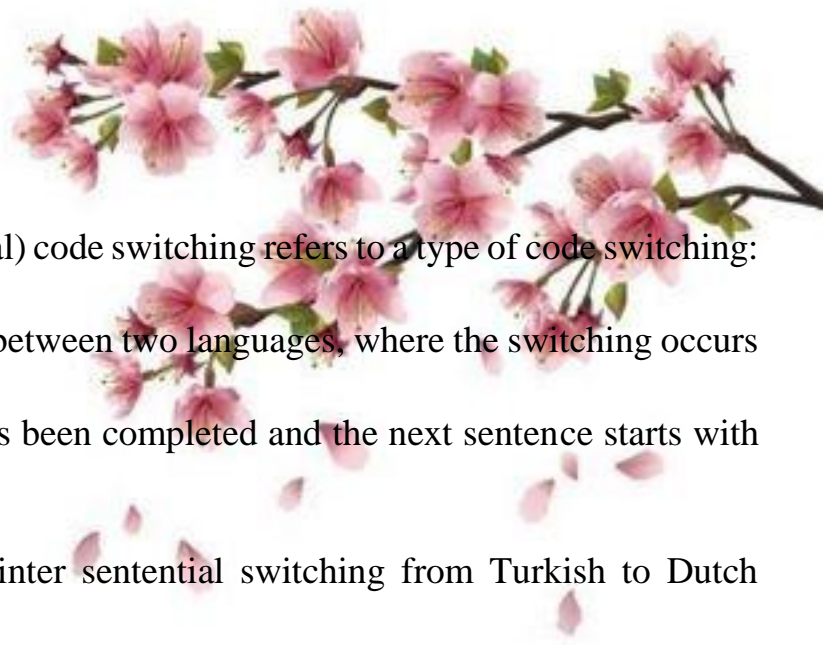 al) code switching refers to a type of code switching:
between two languages, where the switching occurs
s been completed and the next sentence starts with
inter sentential switching from Turkish to Dutch